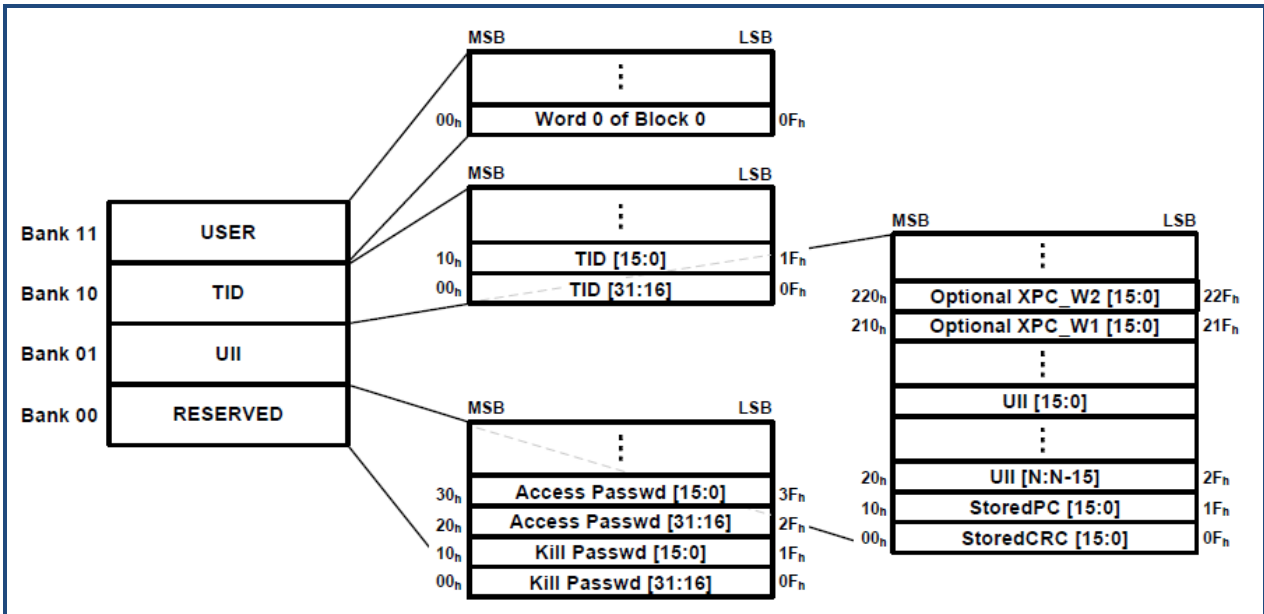 MSB LSB
00h Word 0 of Block 0 0Fh
MSB LSB
10h TID [15:0] 1Fh
00h TID [31:16] 0Fh
Bank 11 USER
Bank 10 TID
Bank 01 UII
Bank 00 RESERVED
MSB LSB
30h Access Passwd [15:0] 3Fh
20h Access Passwd [31:16] 2Fh
10h Kill Passwd [15:0] 1Fh
00h Kill Passwd [31:16] 0Fh
MSB LSB
220h Optional XPC_W2 [15:0] 22Fh
210h Optional XPC_W1 [15:0] 21Fh
UII [15:0]
20h UII [N:N-15] 2Fh
10h StoredPC [15:0] 1Fh
00h StoredCRC [15:0] 0Fh